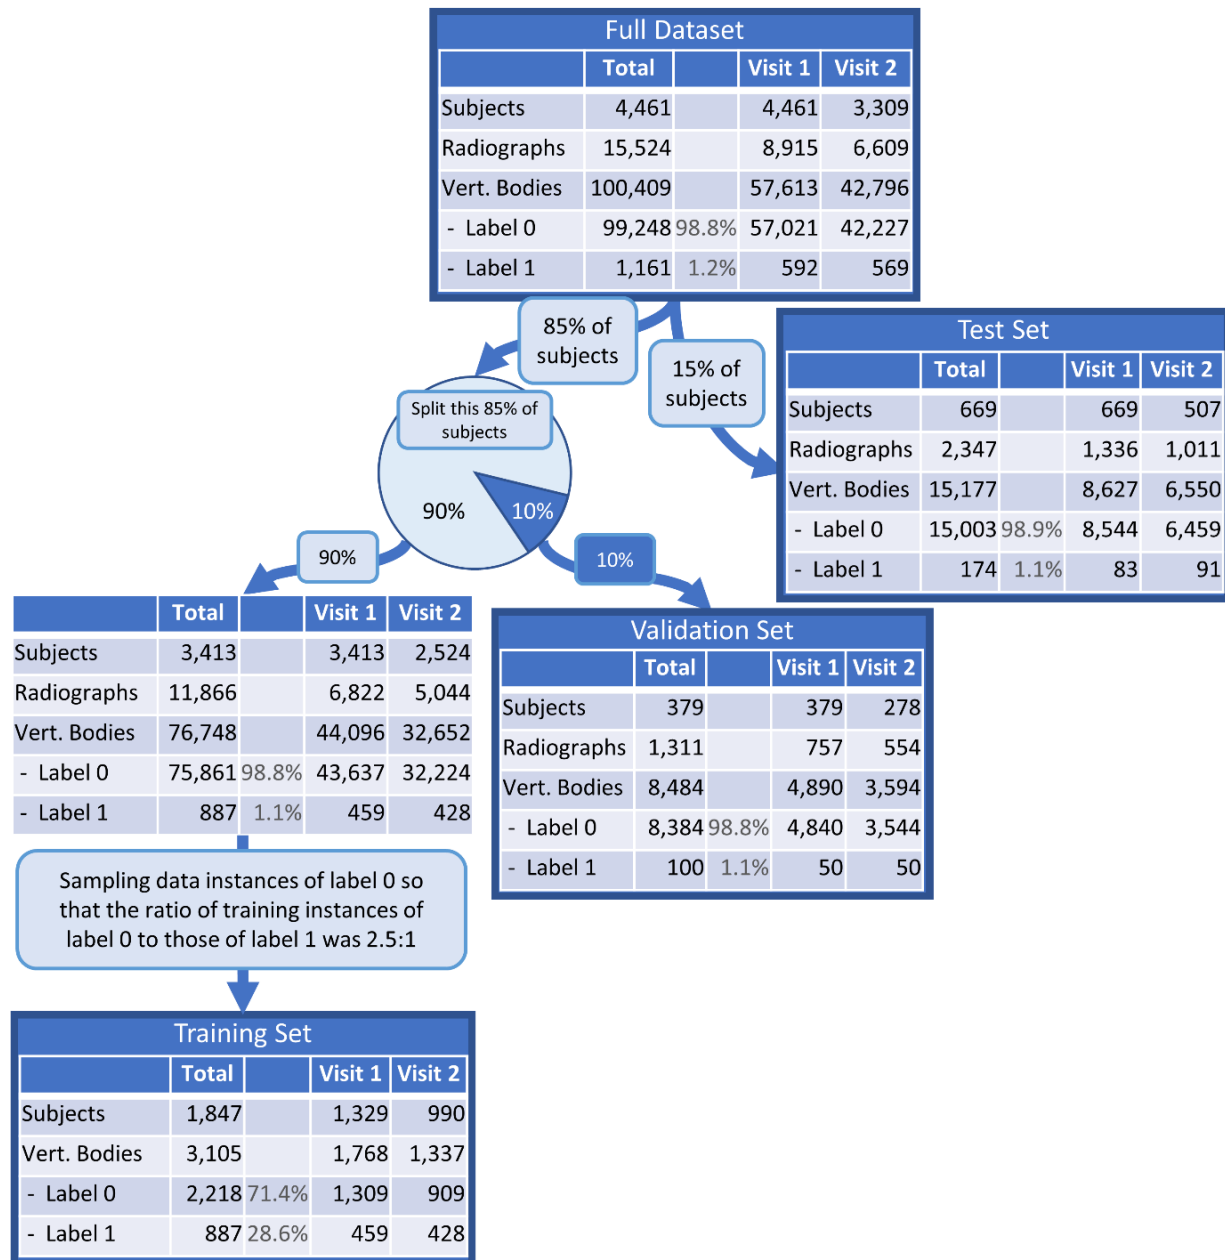 Full Dataset
Total Visit 1 Visit 2
Subjects 4,461 4,461 3,309
Radiographs 15,524 8,915 6,609
Vert. Bodies 100,409 57,613 42,796
- Label 0 99,248 98.8% 57,021 42,227
- Label 1 1,161 1.2% 592 569
85% of
subjects
15% of
subjects
Test Set
Total Visit 1 Visit 2
Subjects 669 669 507
Radiographs 2,347 1,336 1,011
Vert. Bodies 15,177 8,627 6,550
- Label 0 15,003 98.9% 8,544 6,459
- Label 1 174 1.1% 83 91
Split this 85% of
subjects
90%
10%
90%
10%
Total Visit 1 Visit 2
Subjects 3,413 3,413 2,524
Radiographs 11,866 6,822 5,044
Vert. Bodies 76,748 44,096 32,652
- Label 0 75,861 98.8% 43,637 32,224
- Label 1 887 1.1% 459 428
Validation Set
Total Visit 1 Visit 2
Subjects 379 379 278
Radiographs 1,311 757 554
Vert. Bodies 8,484 4,890 3,594
- Label 0 8,384 98.8% 4,840 3,544
- Label 1 100 1.1% 50 50
Sampling data instances of label 0 so
that the ratio of training instances of
label 0 to those of label 1 was 2.5:1
Training Set
Total Visit 1 Visit 2
Subjects 1,847 1,329 990
Vert. Bodies 3,105 1,768 1,337
- Label 0 2,218 71.4% 1,309 909
- Label 1 887 28.6% 459 428